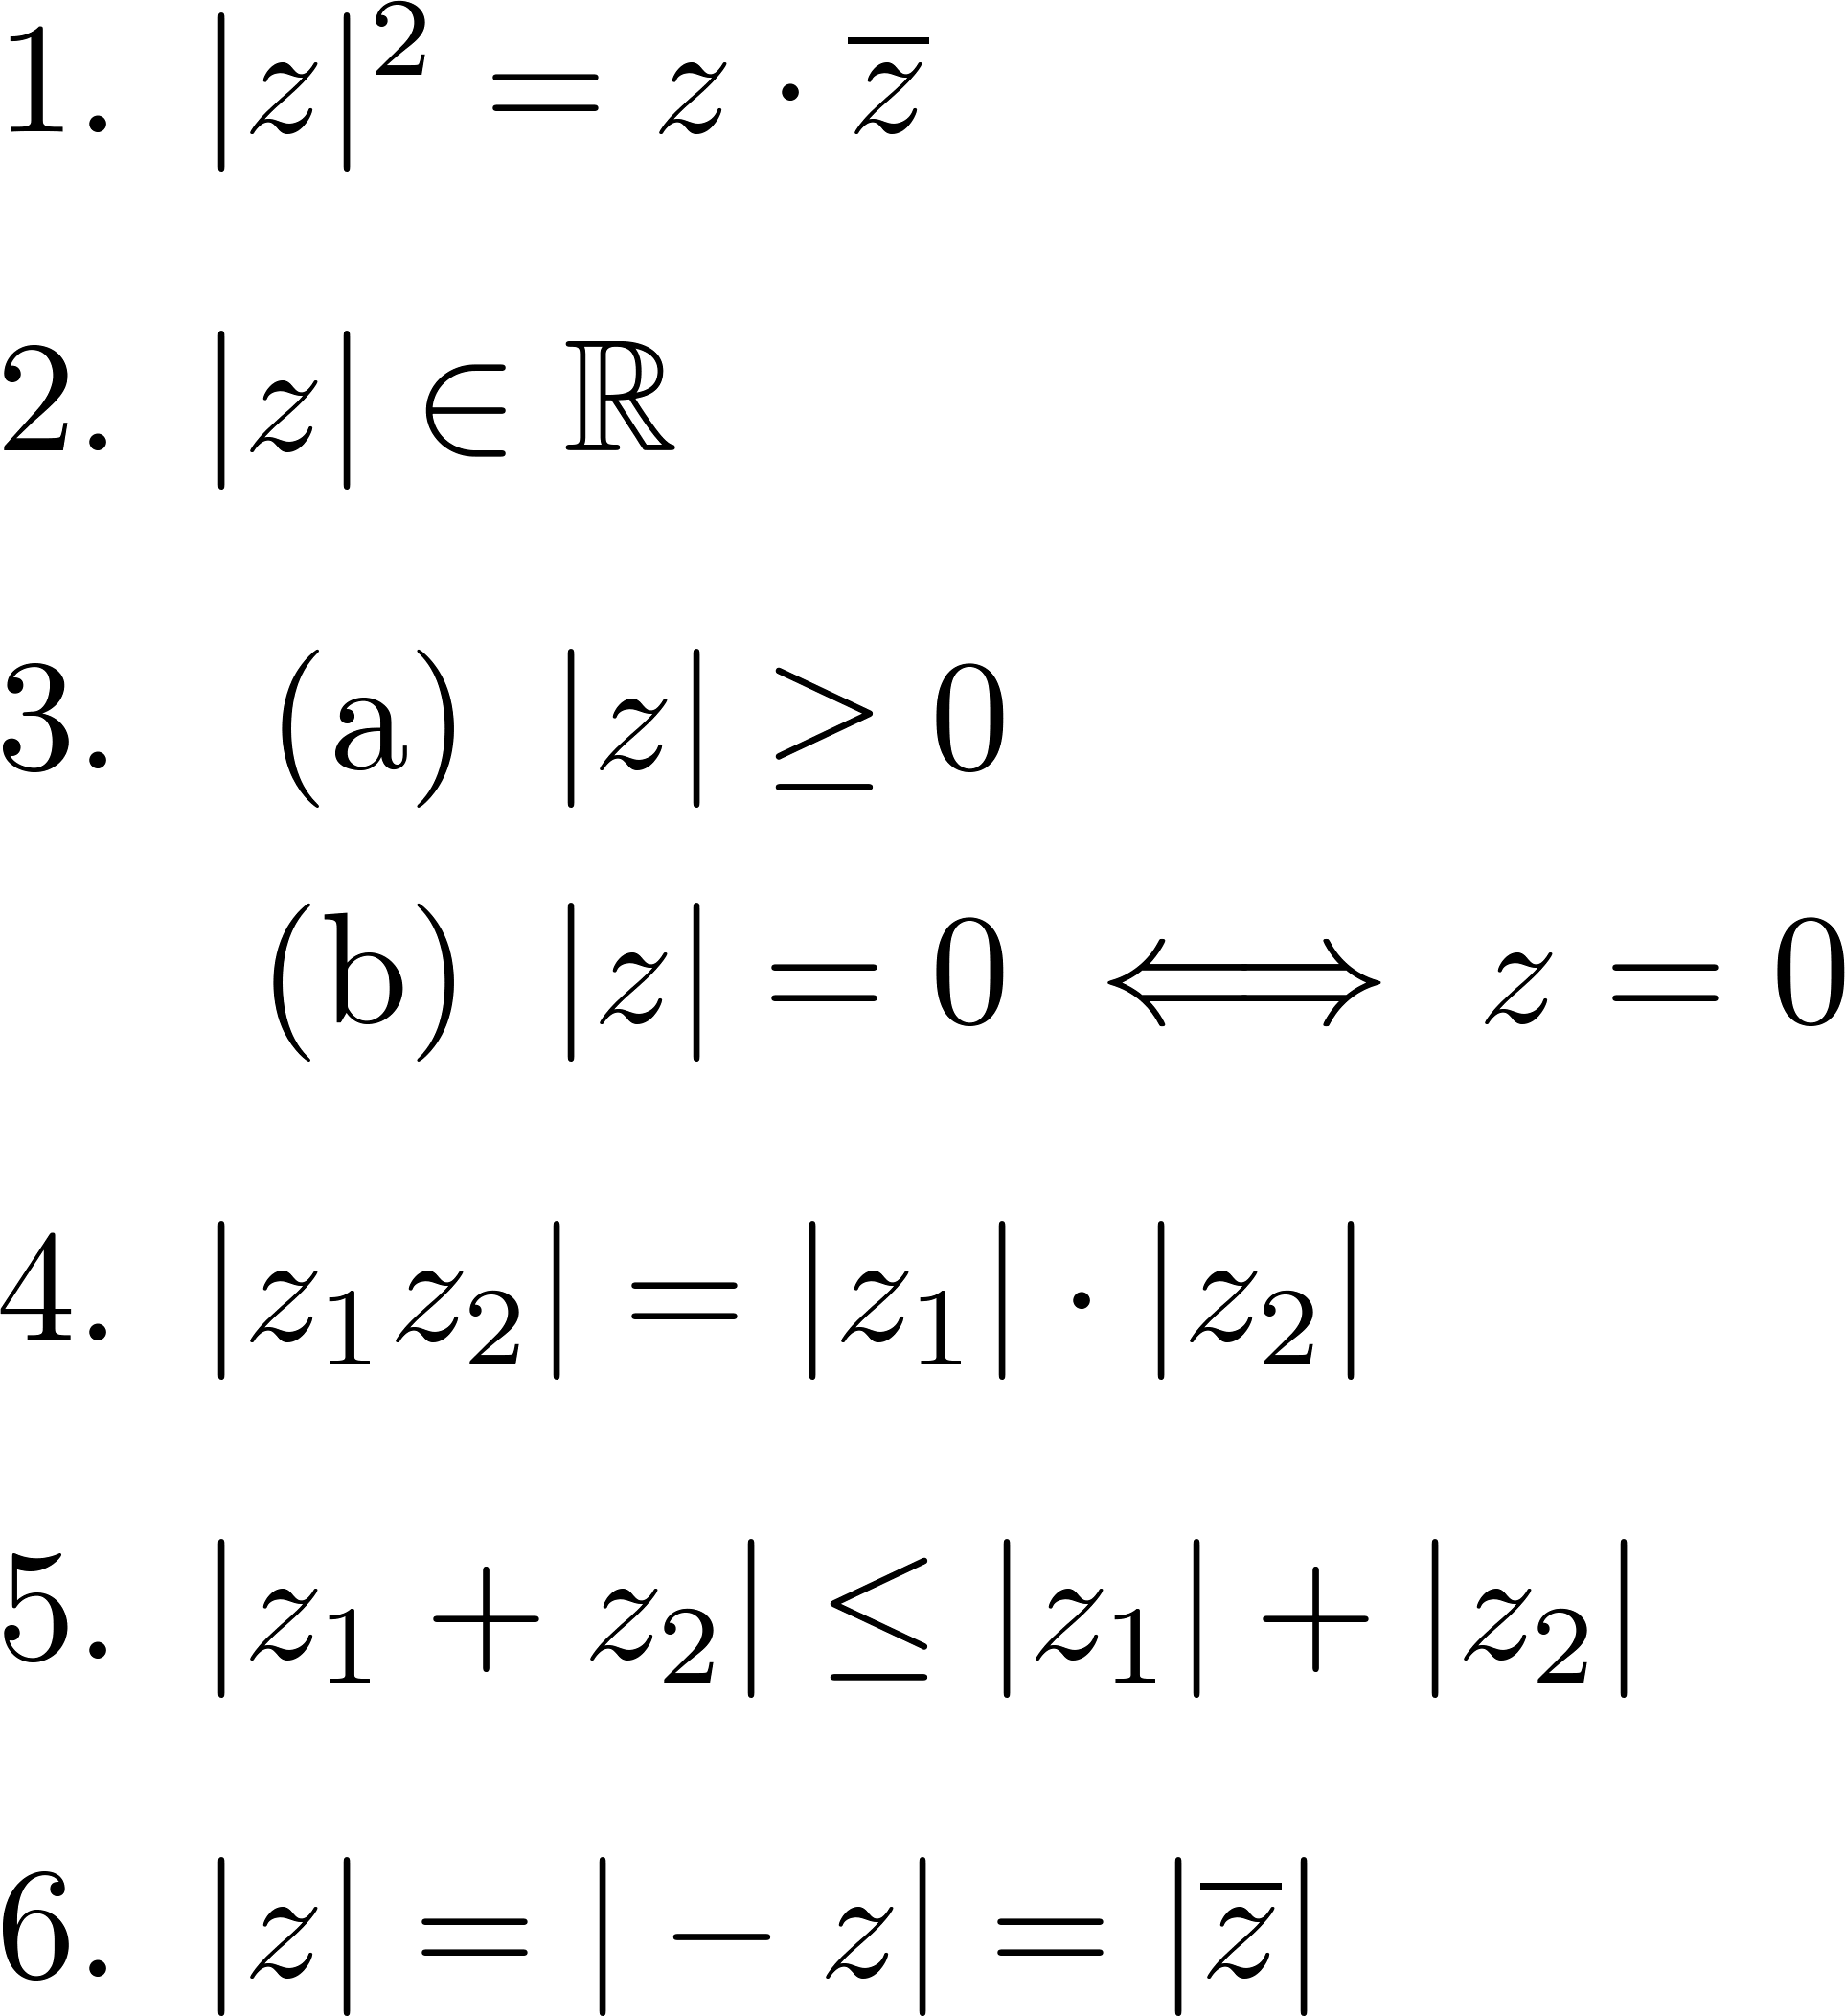 1. |z|² = z · z̅
2. |z| ∈ ℝ
3. (a) |z| ≥ 0
(b) |z| = 0 ⟺ z = 0
4. |z₁z₂| = |z₁| · |z₂|
5. |z₁ + z₂| ≤ |z₁| + |z₂|
6. |z| = | − z| = |z̅|